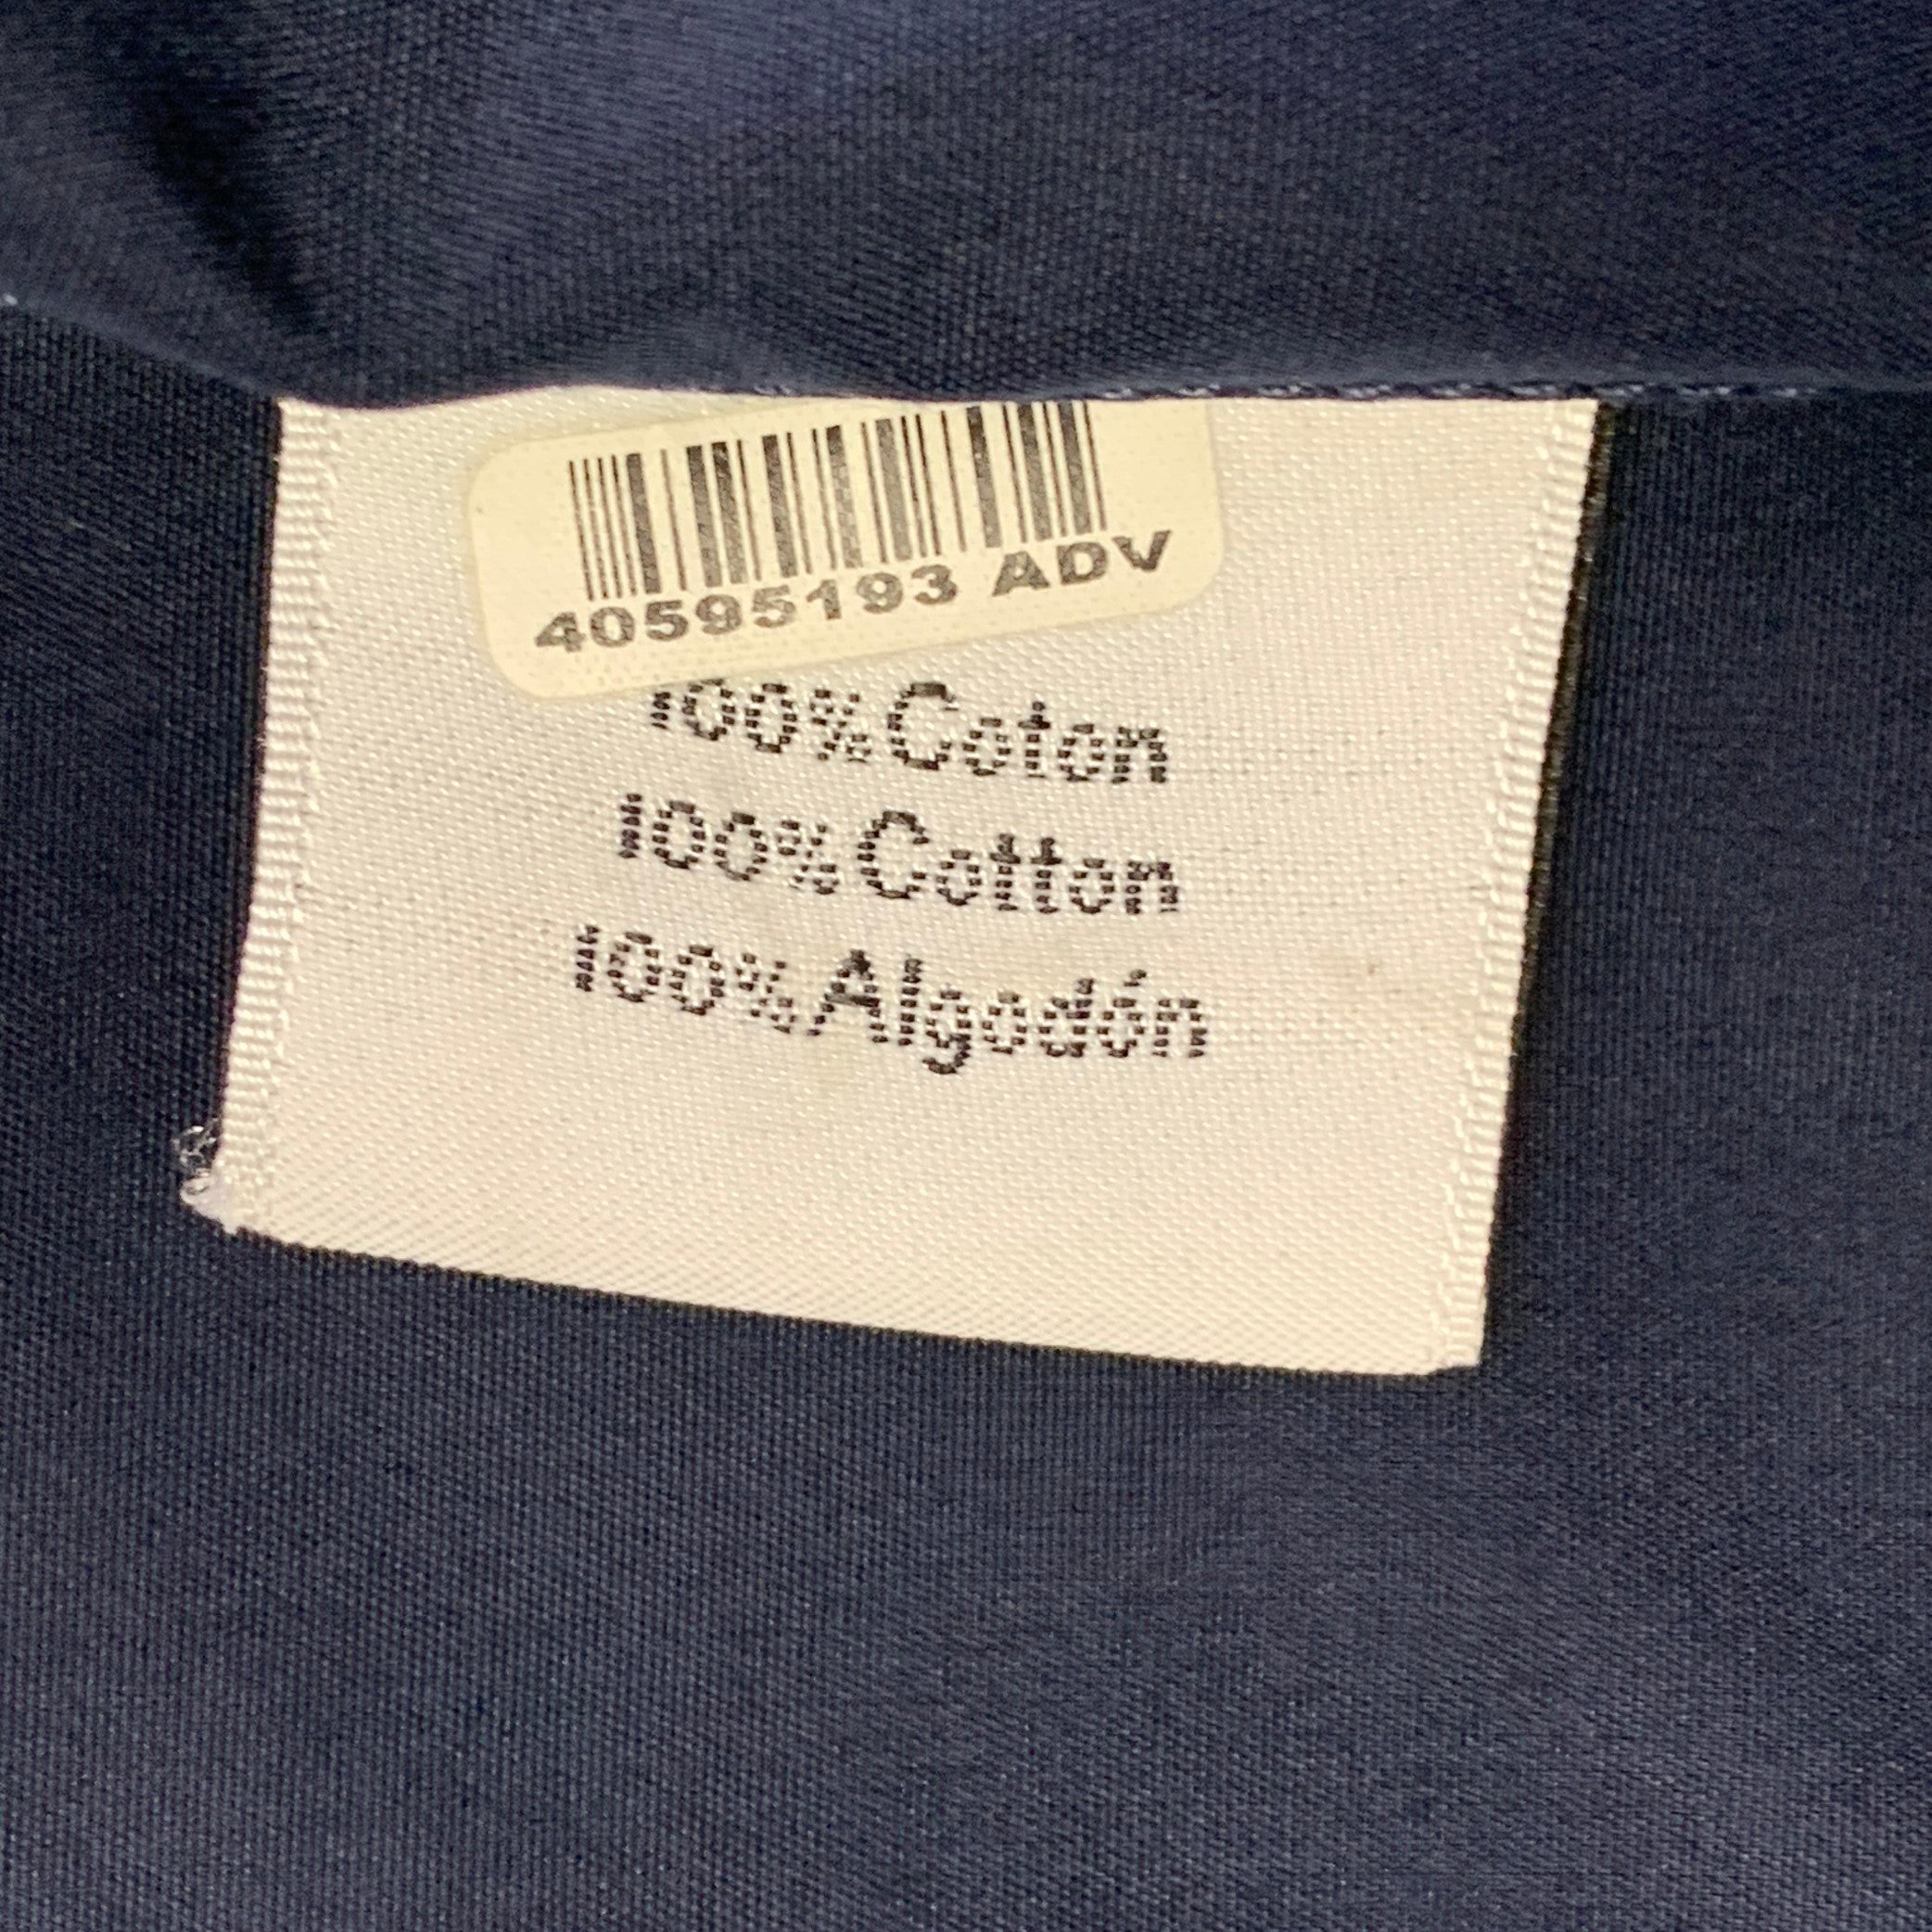 40595193 ADV
100% Coton
100% Cotton
100% Algodón